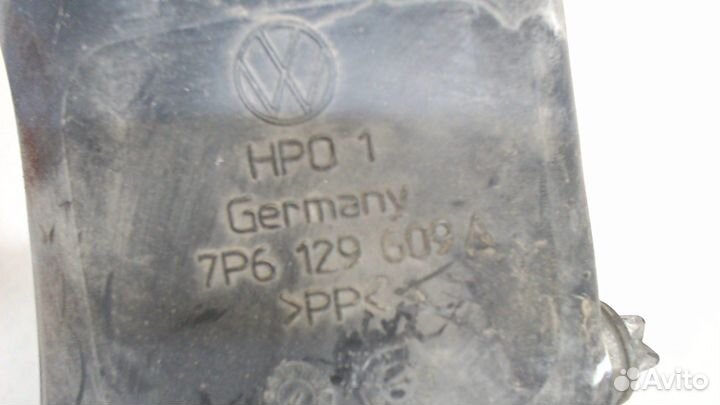 HPO 1
Germany
7P6 129 609 A
>PP<
Avito